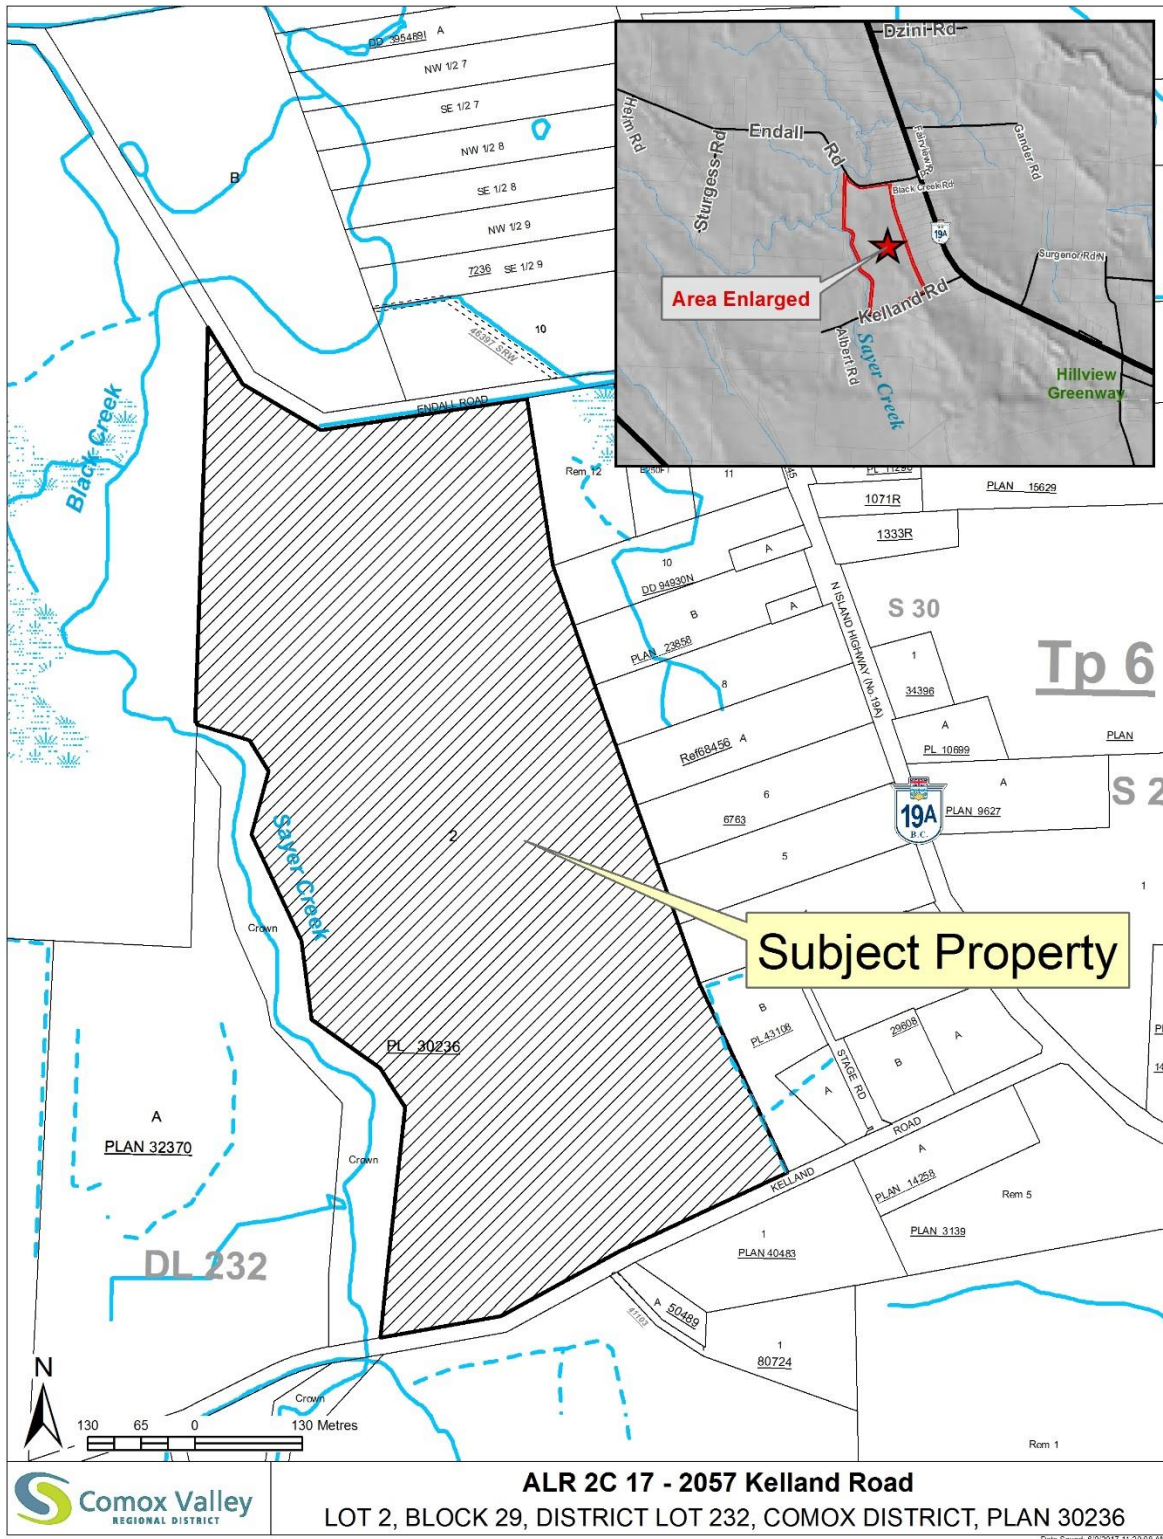 DD 395489I A
NW 1/2 7
SE 1/2 7
NW 1/2 8
SE 1/2 8
NW 1/2 9
7236 SE 1/2 9
B
10
46397 SRW
ENDALL ROAD
Black Creek
Dzini Rd
Helm Rd
Sturgess Rd
Endall Rd
Fairview Rd
Gander Rd
Black Creek Rd
19A
Surgenor Rd N
Area Enlarged
Kelland Rd
Albert Rd
Sayer Creek
Hillview
Greenway
Rem 12
11
PL 11290
1071R
PLAN 15629
1333R
A
10
DD 94930N
A
B
PLAN 23858
N ISLAND HIGHWAY (No.19A)
S 30
Tp 6
1
34396
8
A
PL 10699
PLAN
Ref68456 A
6
6763
19A
B.C.
A
PLAN 9627
S 2
5
1
2
Sayer Creek
Subject Property
Crown
B
PL 43108
29608
A
B
STAGE RD
A
PL 30236
A
PLAN 32370
Crown
KELLAND ROAD
A
PLAN 14258
Rem 5
PLAN 3139
1
PLAN 40483
DL 232
A 50489
41103
1
80724
Crown
Rem 1
N
130 65 0 130 Metres
Comox Valley
REGIONAL DISTRICT
ALR 2C 17 - 2057 Kelland Road
LOT 2, BLOCK 29, DISTRICT LOT 232, COMOX DISTRICT, PLAN 30236